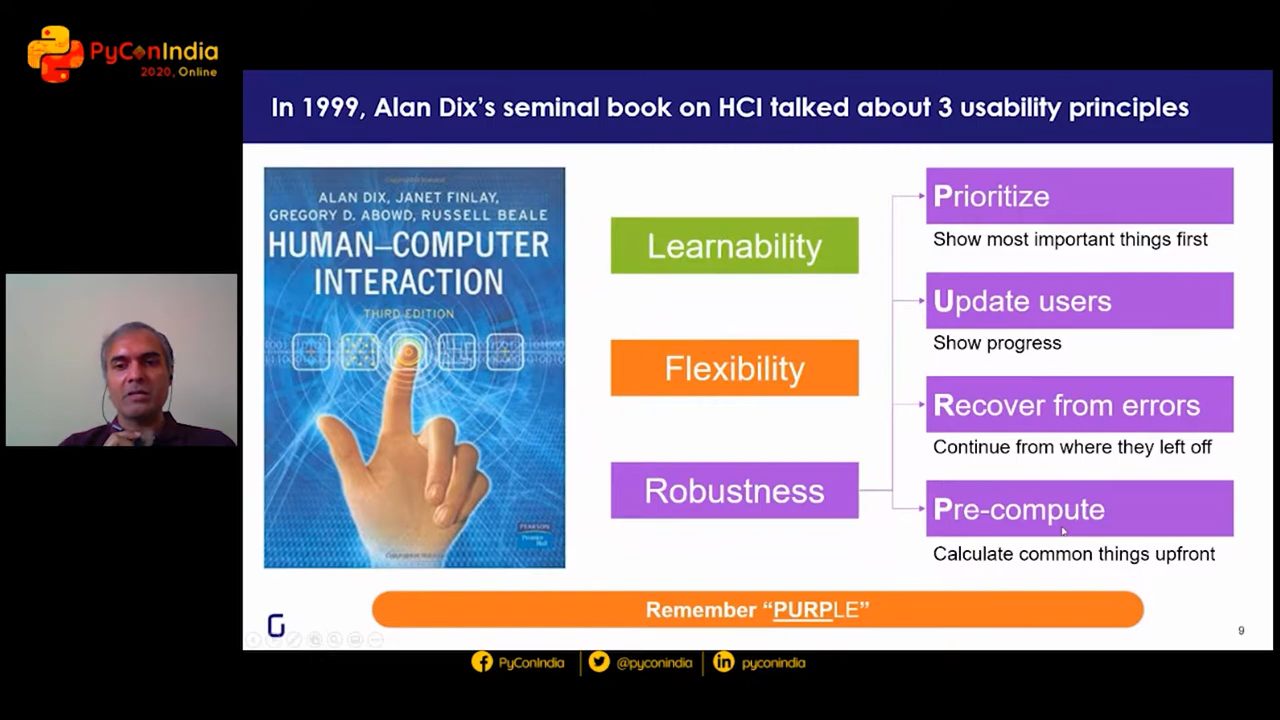 PyConIndia
2020, Online
In 1999, Alan Dix's seminal book on HCI talked about 3 usability principles
ALAN DIX, JANET FINLAY,
GREGORY D. ABOWD, RUSSELL BEALE
HUMAN–COMPUTER
INTERACTION
THIRD EDITION
PEARSON
Prentice
Hall
Learnability
Flexibility
Robustness
Prioritize
Show most important things first
Update users
Show progress
Recover from errors
Continue from where they left off
Pre-compute
Calculate common things upfront
Remember “PURPLE”
9
PyConIndia
@pyconindia
pyconindia